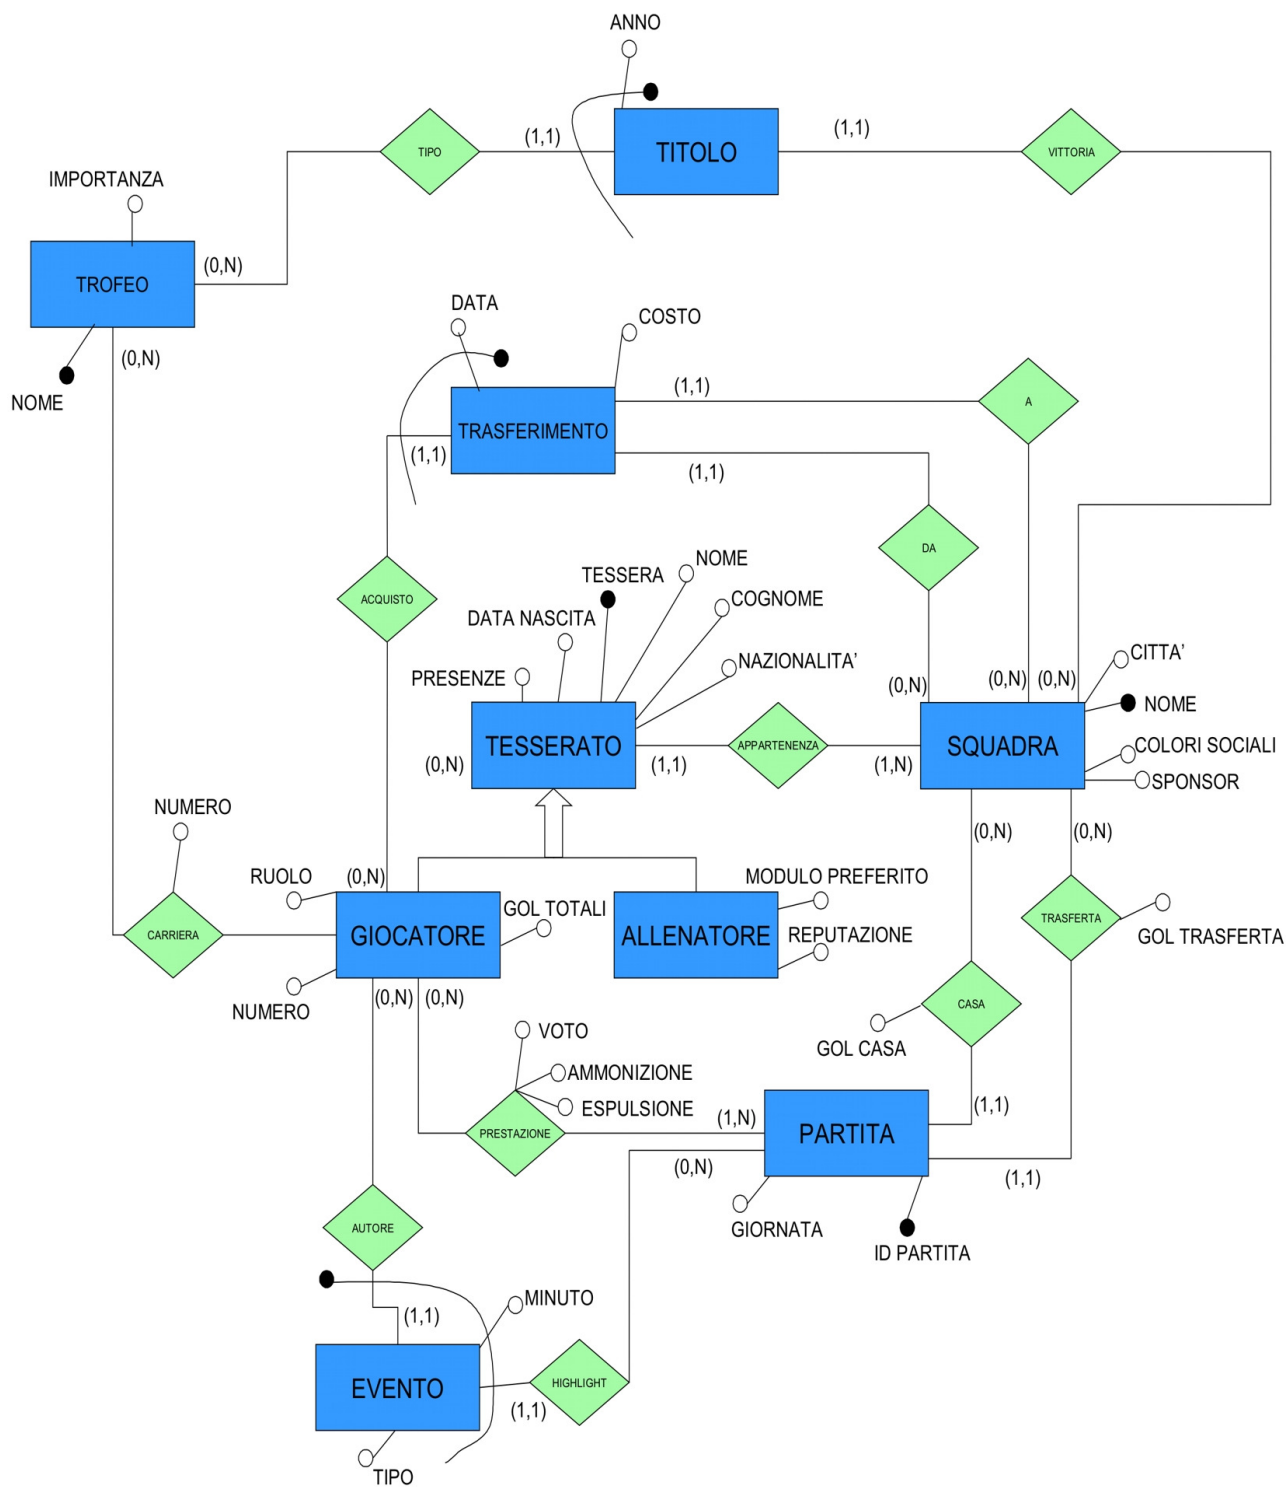 ANNO
TITOLO
(1,1)
(1,1)
TIPO
VITTORIA
IMPORTANZA
TROFEO
(0,N)
(0,N)
NOME
DATA
COSTO
TRASFERIMENTO
(1,1)
(1,1)
(1,1)
A
DA
ACQUISTO
NOME
TESSERA
COGNOME
DATA NASCITA
NAZIONALITA’
PRESENZE
TESSERATO
(0,N)
(1,1)
APPARTENENZA
(0,N)
(0,N)
(0,N)
CITTA’
NOME
SQUADRA
(1,N)
COLORI SOCIALI
SPONSOR
(0,N)
(0,N)
NUMERO
RUOLO
(0,N)
GOL TOTALI
MODULO PREFERITO
REPUTAZIONE
CARRIERA
GIOCATORE
ALLENATORE
TRASFERTA
GOL TRASFERTA
NUMERO
(0,N)
(0,N)
CASA
GOL CASA
VOTO
AMMONIZIONE
ESPULSIONE
PRESTAZIONE
(1,N)
PARTITA
(1,1)
(0,N)
(1,1)
GIORNATA
ID PARTITA
AUTORE
(1,1)
MINUTO
EVENTO
HIGHLIGHT
(1,1)
TIPO